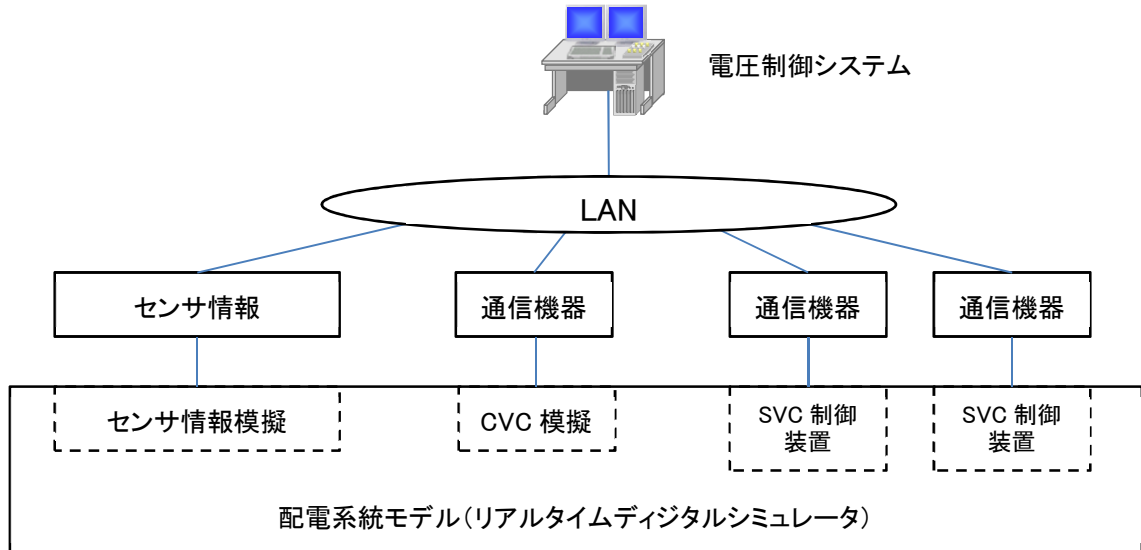 電圧制御システム
LAN
センサ情報
通信機器
通信機器
通信機器
センサ情報模擬
CVC 模擬
SVC 制御
装置
SVC 制御
装置
配電系統モデル(リアルタイムディジタルシミュレータ)